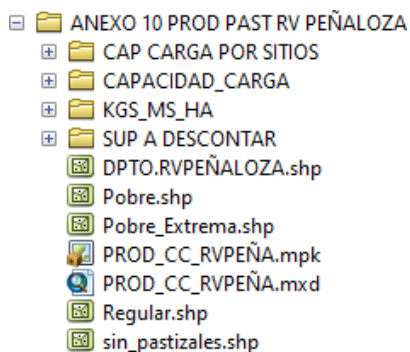 ANEXO 10 PROD PAST RV PEÑALOZA
CAP CARGA POR SITIOS
CAPACIDAD_CARGA
KGS_MS_HA
SUP A DESCONTAR
DPTO.RVPEÑALOZA.shp
Pobre.shp
Pobre_Extrema.shp
PROD_CC_RVPEÑA.mpk
PROD_CC_RVPEÑA.mxd
Regular.shp
sin_pastizales.shp